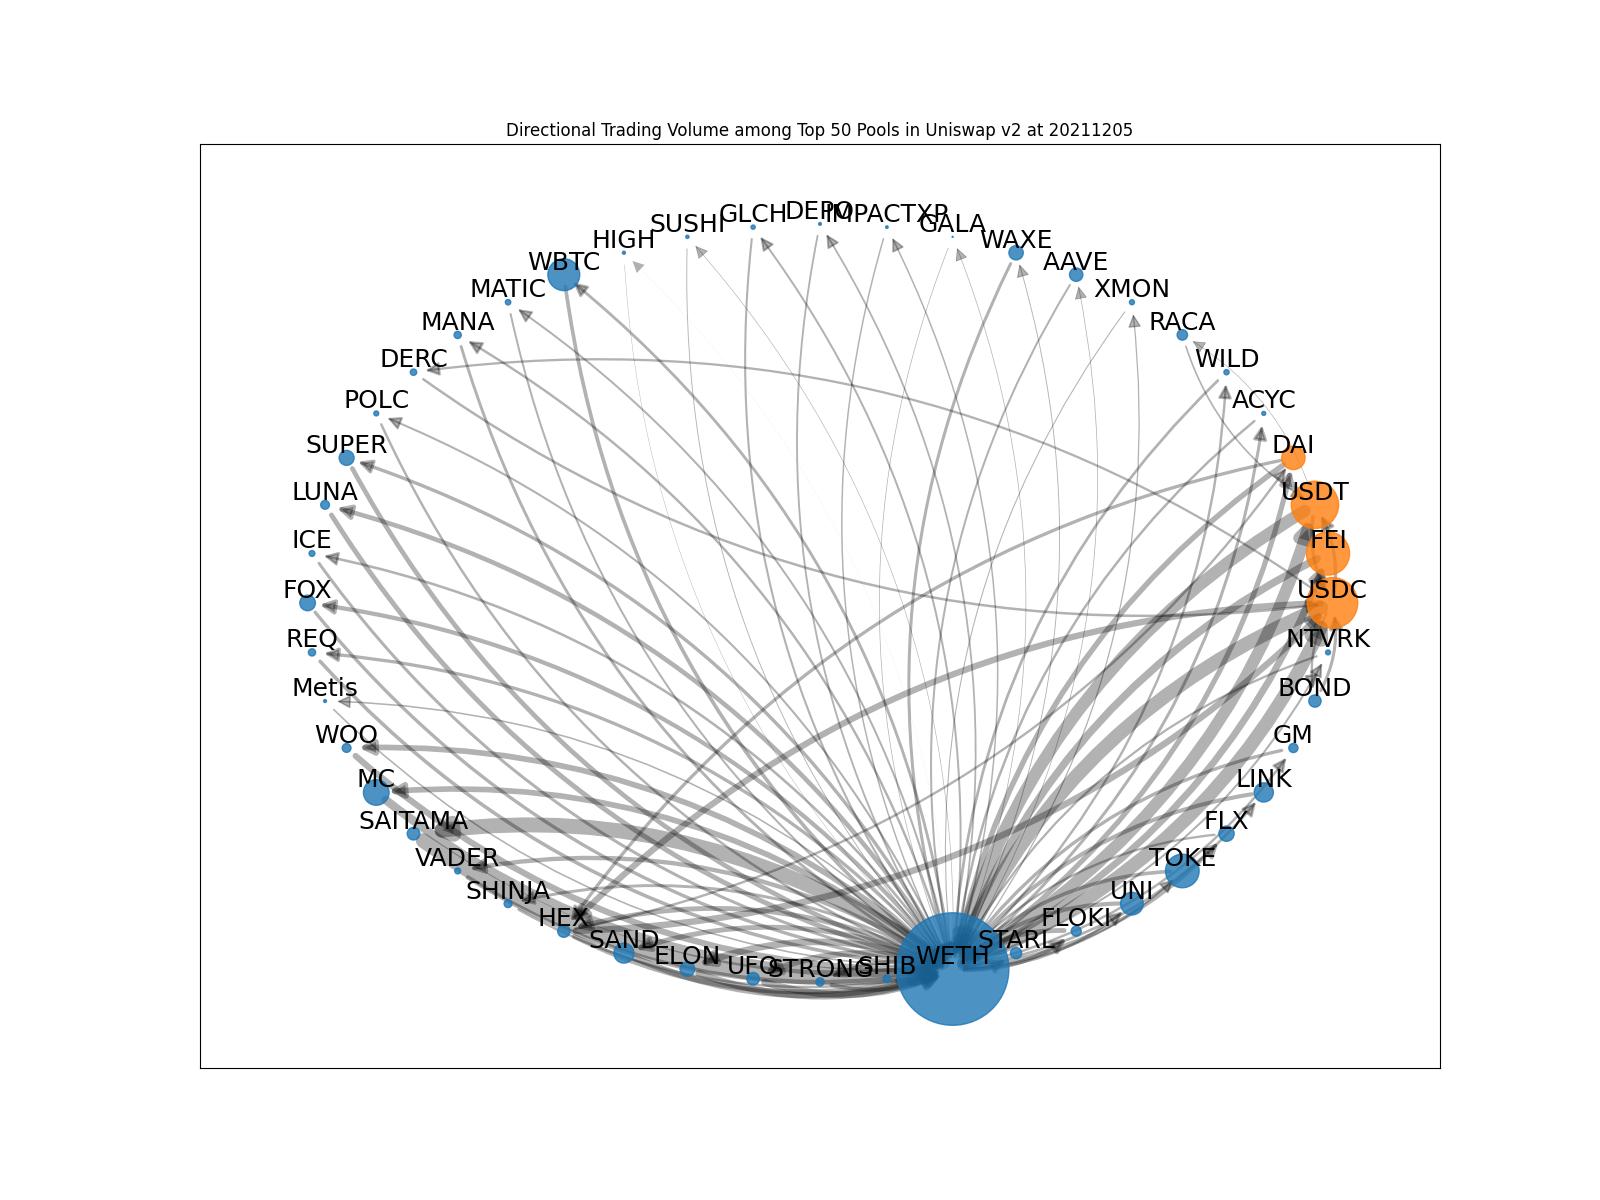 Directional Trading Volume among Top 50 Pools in Uniswap v2 at 20211205
DEPO
GLCH
IMPACTXP
SUSHI
GALA
HIGH
WAXE
WBTC
AAVE
MATIC
XMON
MANA
RACA
DERC
WILD
POLC
ACYC
SUPER
DAI
LUNA
USDT
ICE
FEI
FOX
USDC
REQ
NTVRK
Metis
BOND
WOO
GM
MC
LINK
SAITAMA
FLX
VADER
TOKE
SHINJA
UNI
HEX
FLOKI
SAND
STARL
ELON
WETH
UFO
SHIB
STRONG